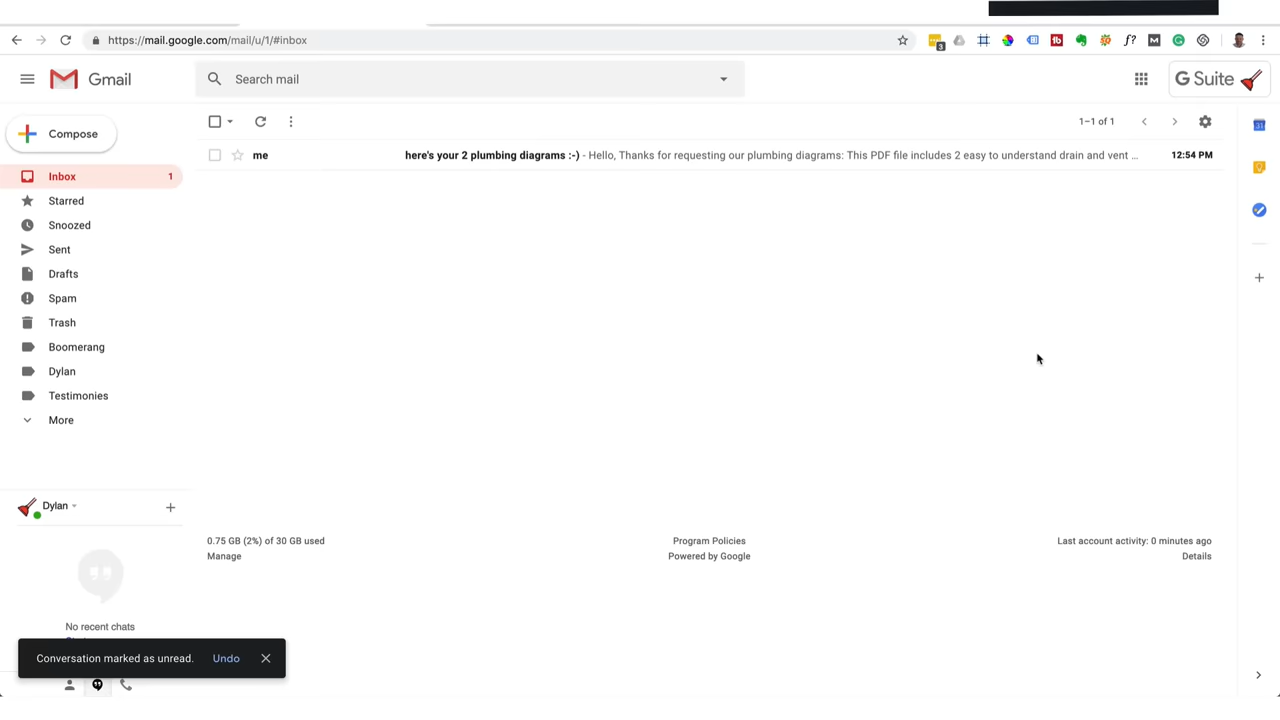 https://mail.google.com/mail/u/1/#inbox
3
1b
f?
M
G
Gmail
Search mail
G Suite
Compose
1–1 of 1
31
me here's your 2 plumbing diagrams :-) - Hello, Thanks for requesting our plumbing diagrams: This PDF file includes 2 easy to understand drain and vent ... 12:54 PM
Inbox 1
Starred
Snoozed
Sent
Drafts
Spam
Trash
Boomerang
Dylan
Testimonies
More
Dylan
0.75 GB (2%) of 30 GB used
Manage
Program Policies
Powered by Google
Last account activity: 0 minutes ago
Details
No recent chats
Conversation marked as unread. Undo